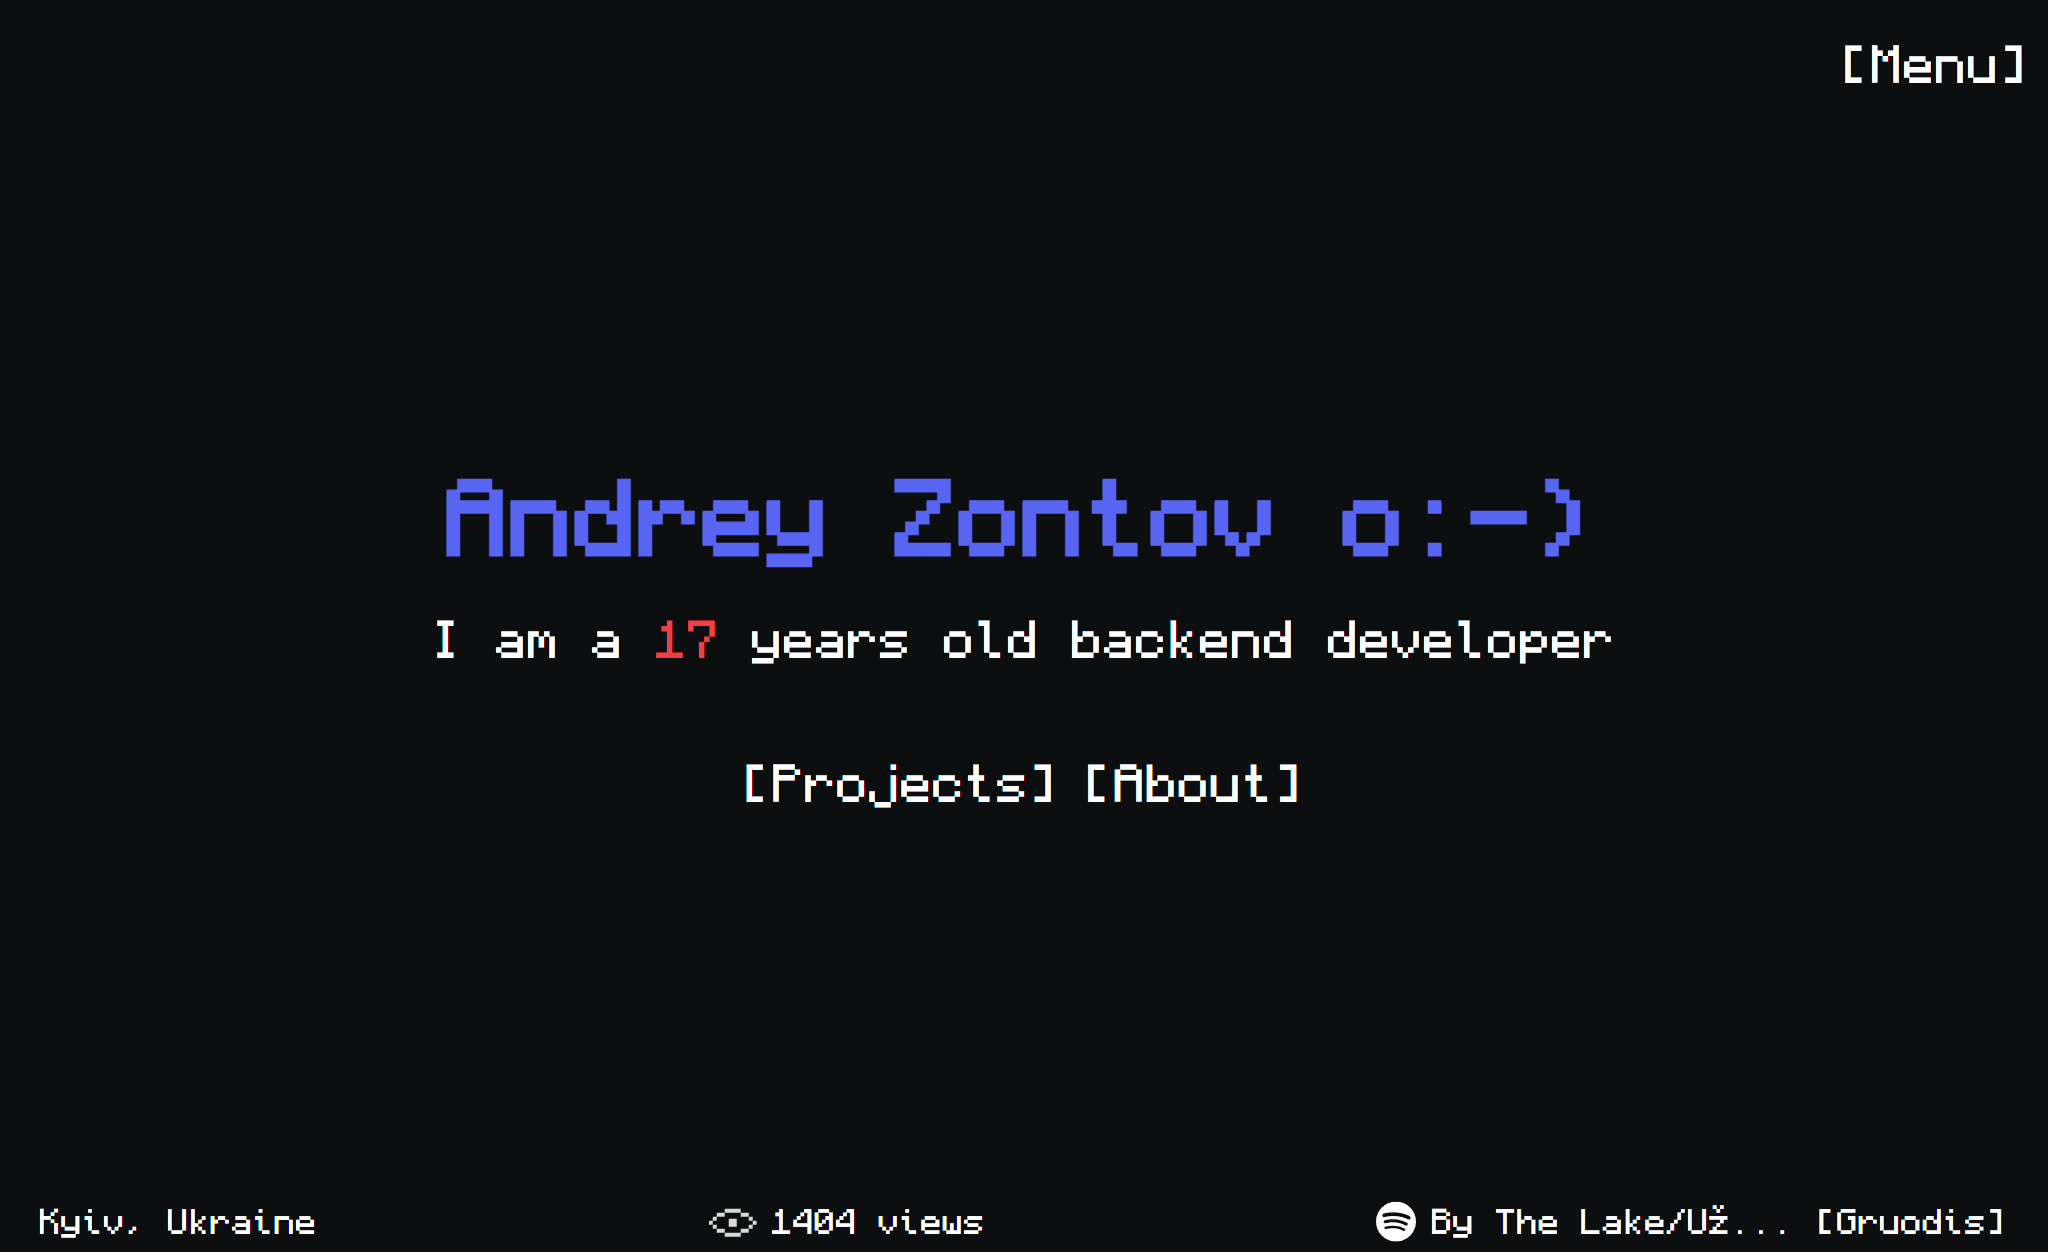 [Menu]
Andrey Zontov o:-)
I am a 17 years old backend developer
[Projects] [About]
Kyiv, Ukraine
1404 views
By The Lake/Už... [Gruodis]